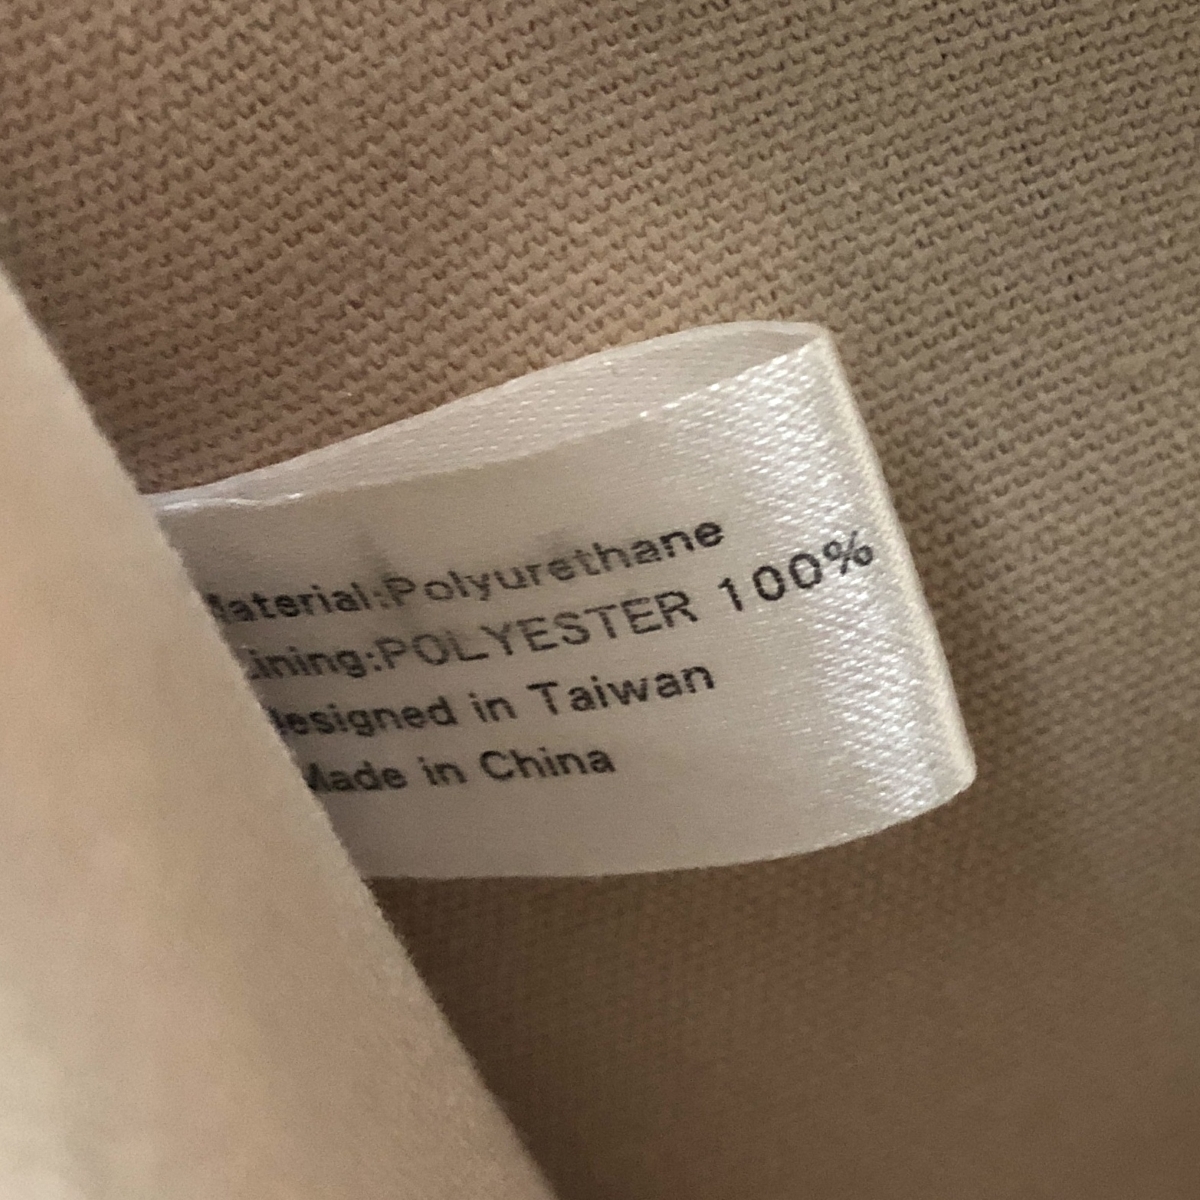 Material:Polyurethane
Lining:POLYESTER 100%
Designed in Taiwan
Made in China